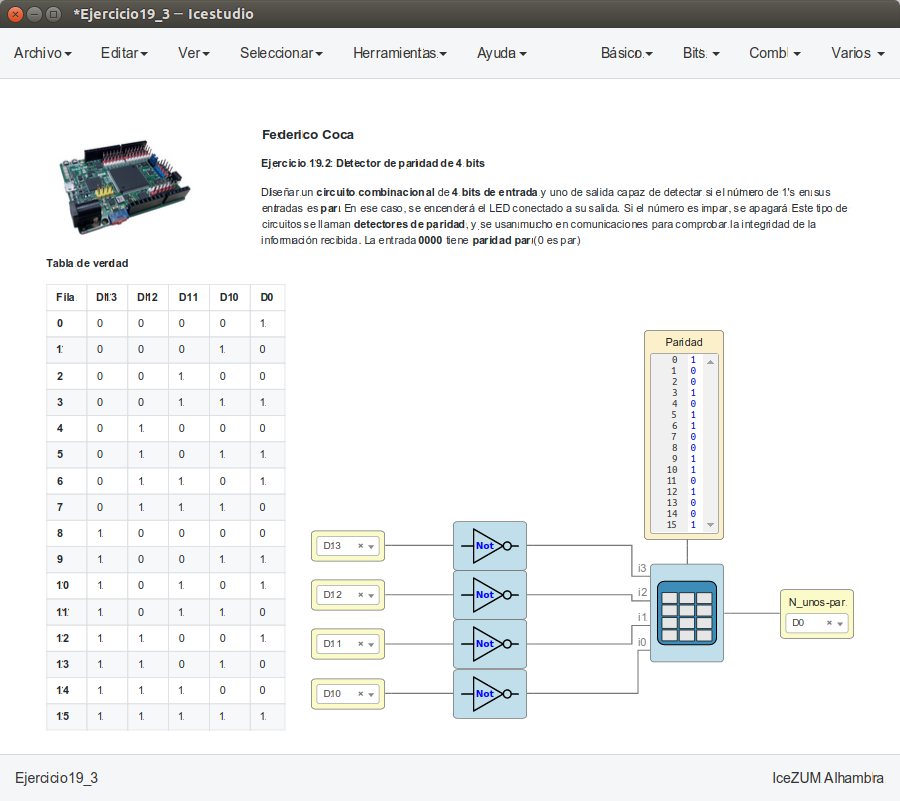 *Ejercicio19_3 — Icestudio
Archivo Editar Ver Seleccionar Herramientas Ayuda Básico Bits Comb Varios
Federico Coca
Ejercicio 19.2: Detector de paridad de 4 bits
Diseñar un circuito combinacional de 4 bits de entrada y uno de salida capaz de detectar si el número de 1's en sus
entradas es par. En ese caso, se encenderá el LED conectado a su salida. Si el número es impar, se apagará Este tipo de
circuitos se llaman detectores de paridad, y se usan mucho en comunicaciones para comprobar la integridad de la
información recibida. La entrada 0000 tiene paridad par (0 es par)
Tabla de verdad
Fila D13 D12 D11 D10 D0
0 0 0 0 0 1
1 0 0 0 1 0
2 0 0 1 0 0
3 0 0 1 1 1
4 0 1 0 0 0
5 0 1 0 1 1
6 0 1 1 0 1
7 0 1 1 1 0
8 1 0 0 0 0
9 1 0 0 1 1
10 1 0 1 0 1
11 1 0 1 1 0
12 1 1 0 0 1
13 1 1 0 1 0
14 1 1 1 0 0
15 1 1 1 1 1
Paridad
0 1
1 0
2 0
3 1
4 0
5 1
6 1
7 0
8 0
9 1
10 1
11 0
12 1
13 0
14 0
15 1
D13 Not i3
D12 Not i2
D11 Not i1
D10 Not i0
N_unos-par
D0
Ejercicio19_3
IceZUM Alhambra